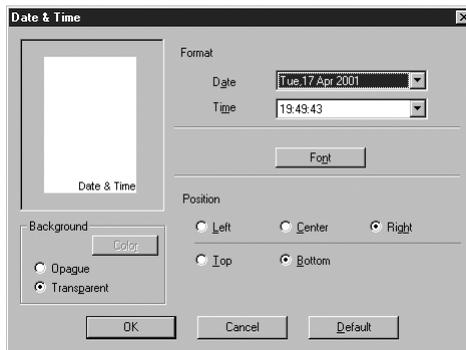 Date & Time
Format
Date Tue,17 Apr 2001
Time 19:49:43
Font
Date & Time
Position
Background
Color
Left Center Right
Opaque
Top Bottom
Transparent
OK Cancel Default